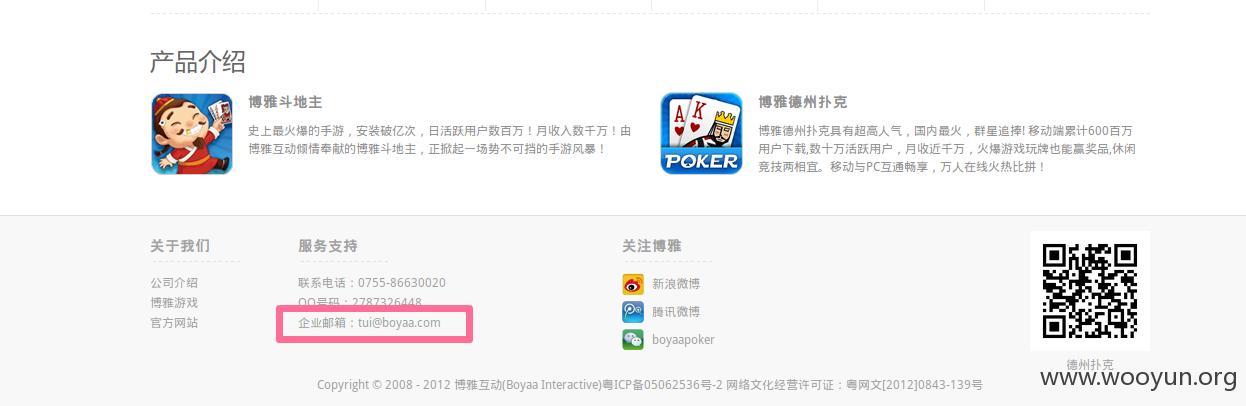 产品介绍
博雅斗地主
史上最火爆的手游，安装破亿次，日活跃用户数百万！月收入数千万！由
博雅互动倾情奉献的博雅斗地主，正掀起一场势不可挡的手游风暴！
POKER
博雅德州扑克
博雅德州扑克具有超高人气，国内最火，群星追捧! 移动端累计600百万
用户下载,数十万活跃用户，月收近千万，火爆游戏玩牌也能赢奖品,休闲
竞技两相宜。移动与PC互通畅享，万人在线火热比拼！
关于我们
公司介绍
博雅游戏
官方网站
服务支持
联系电话：0755-86630020
QQ号码：2787326448
企业邮箱：tui@boyaa.com
关注博雅
新浪微博
腾讯微博
boyaapoker
德州扑克
www.wooyun.org
Copyright © 2008 - 2012 博雅互动(Boyaa Interactive)粤ICP备05062536号-2 网络文化经营许可证：粤网文[2012]0843-139号